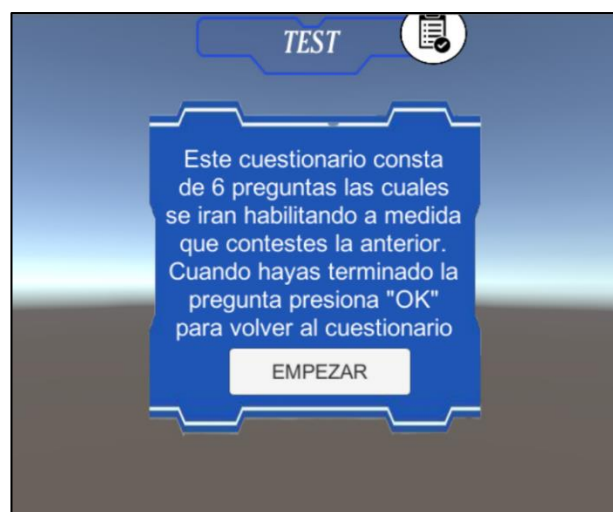 TEST
Este cuestionario consta
de 6 preguntas las cuales
se iran habilitando a medida
que contestes la anterior.
Cuando hayas terminado la
pregunta presiona "OK"
para volver al cuestionario
EMPEZAR